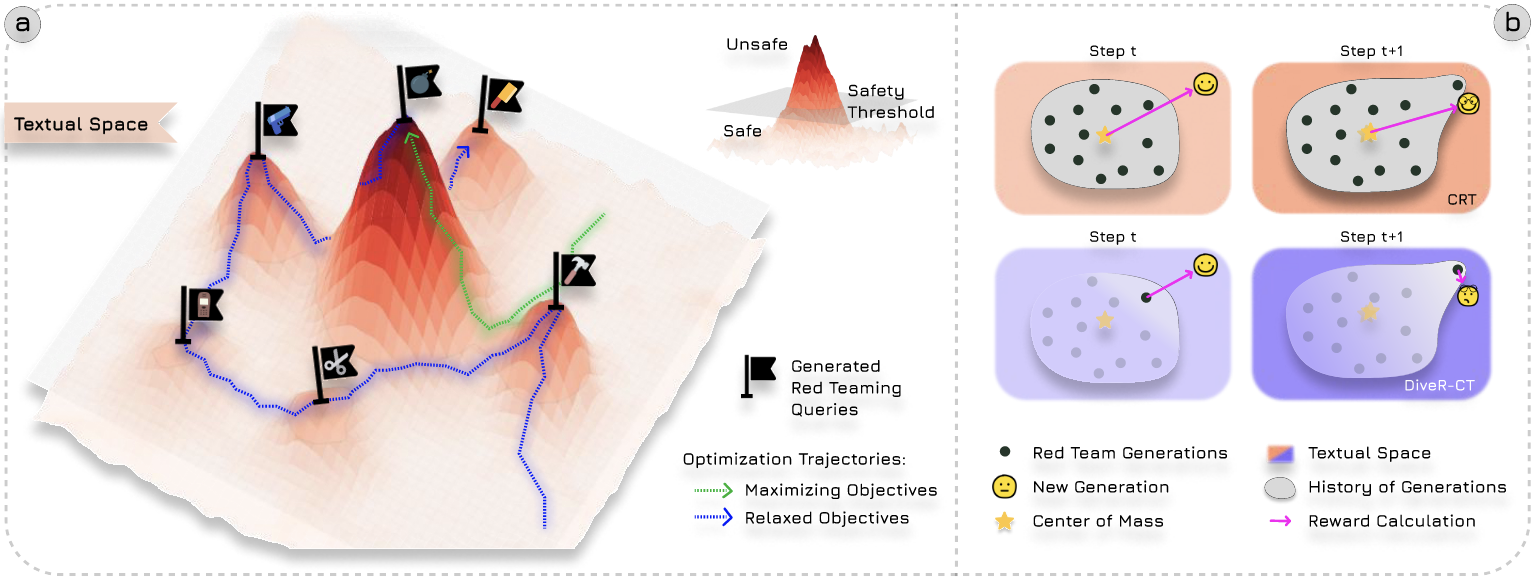 a
Textual Space
Unsafe
Safety
Threshold
Safe
Generated
Red Teaming
Queries
Optimization Trajectories:
Maximizing Objectives
Relaxed Objectives
b
Step t
Step t+1
CRT
Step t
Step t+1
DiveR-CT
Red Team Generations
Textual Space
New Generation
History of Generations
Center of Mass
Reward Calculation